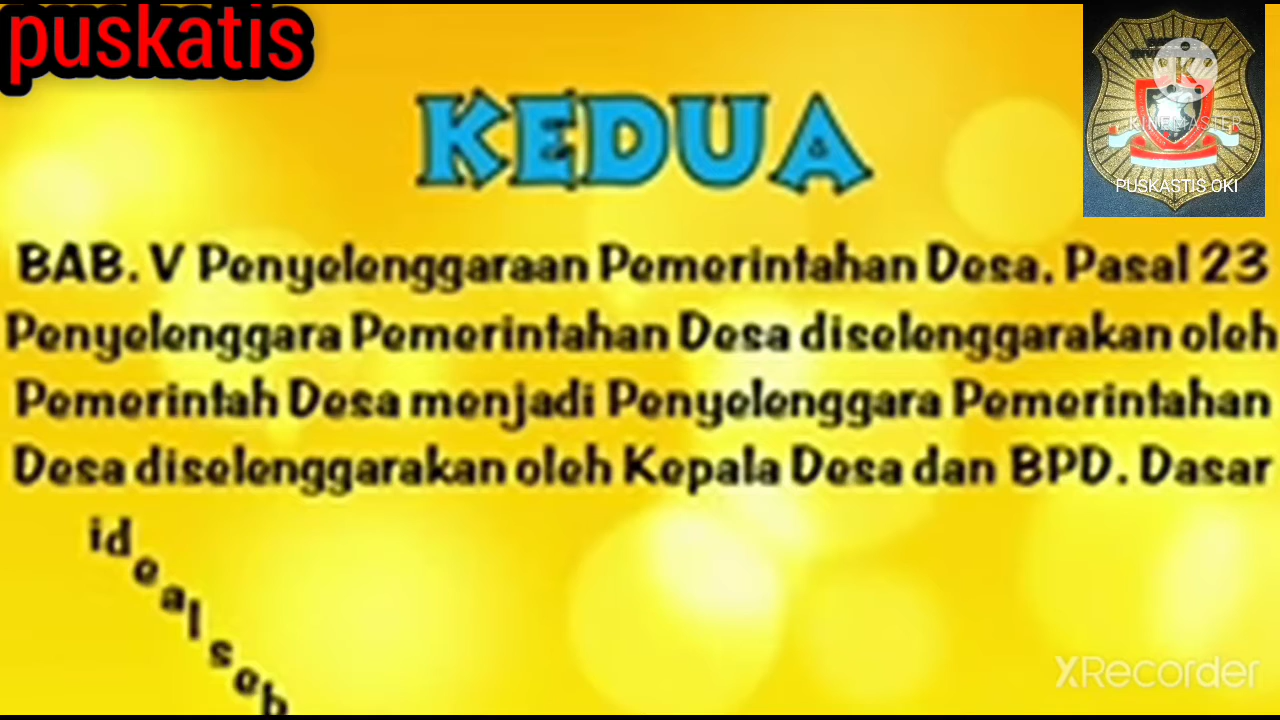 puskatis
KEDUA
KINEMASTER
PUSKASTIS OKI
BAB. V Penyelenggaraan Pemerintahan Desa. Pasal 23
Penyelenggara Pemerintahan Desa diselenggarakan oleh
Pemerintah Desa menjadi Penyelenggara Pemerintahan
Desa diselenggarakan oleh Kepala Desa dan BPD. Dasar
ideal seb
XRecorder